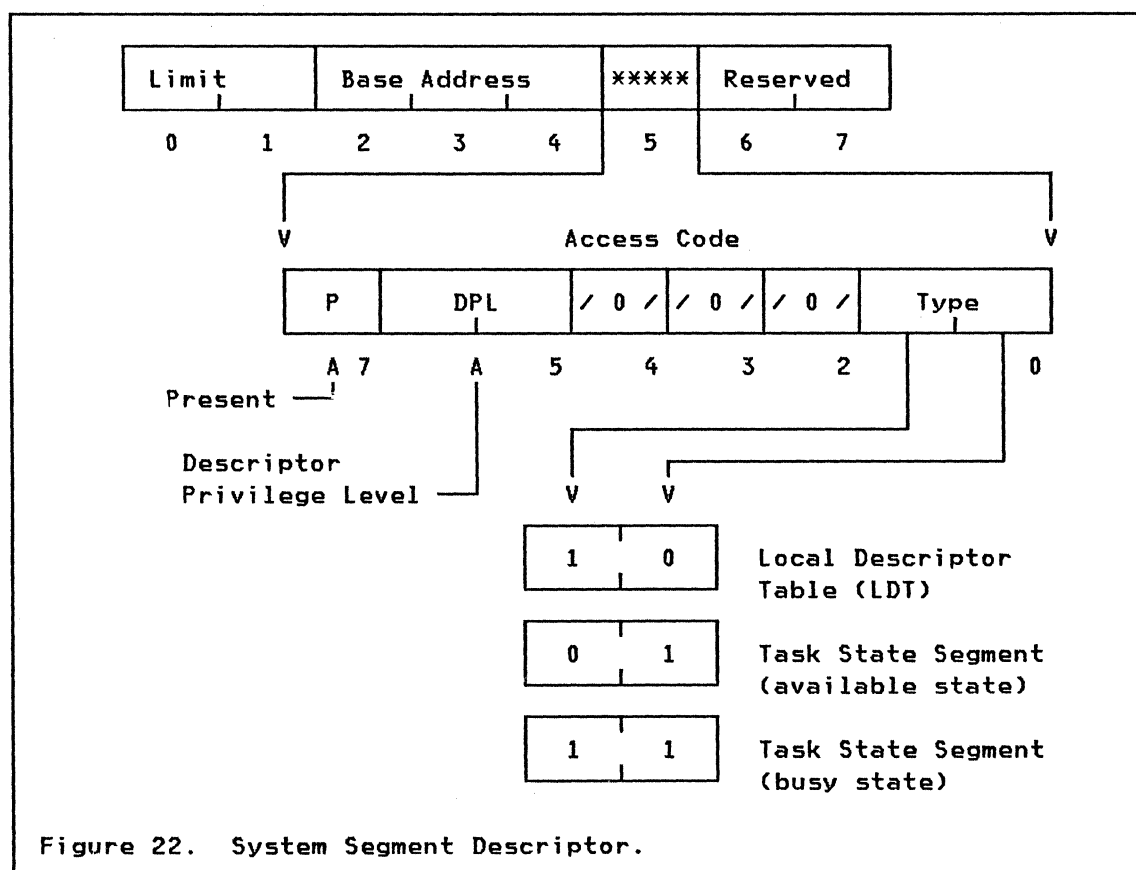 Limit Base Address ***** Reserved
0 1 2 3 4 5 6 7
V Access Code V
P DPL / 0 / / 0 / / 0 / Type
A 7 A 5 4 3 2 0
Present
Descriptor
Privilege Level V V
1 0 Local Descriptor
Table (LDT)
0 1 Task State Segment
(available state)
1 1 Task State Segment
(busy state)
Figure 22. System Segment Descriptor.